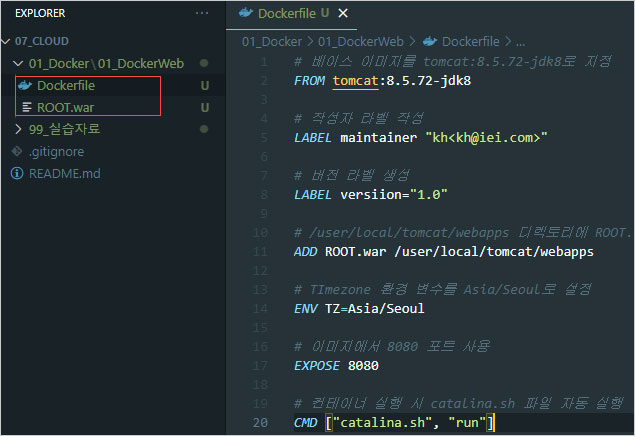 EXPLORER
...
07_CLOUD
01_Docker\01_DockerWeb
Dockerfile U
ROOT.war U
99_실습자료
.gitignore
README.md
Dockerfile U ×
01_Docker > 01_DockerWeb > Dockerfile > ...
1 # 베이스 이미지를 tomcat:8.5.72-jdk8로 지정
2 FROM tomcat:8.5.72-jdk8
3
4 # 작성자 라벨 작성
5 LABEL maintainer "kh<kh@iei.com>"
6
7 # 버전 라벨 생성
8 LABEL versiion="1.0"
9
10 # /user/local/tomcat/webapps 디렉토리에 ROOT.
11 ADD ROOT.war /user/local/tomcat/webapps
12
13 # TImezone 환경 변수를 Asia/Seoul로 설정
14 ENV TZ=Asia/Seoul
15
16 # 이미지에서 8080 포트 사용
17 EXPOSE 8080
18
19 # 컨테이너 실행 시 catalina.sh 파일 자동 실행
20 CMD ["catalina.sh", "run"]